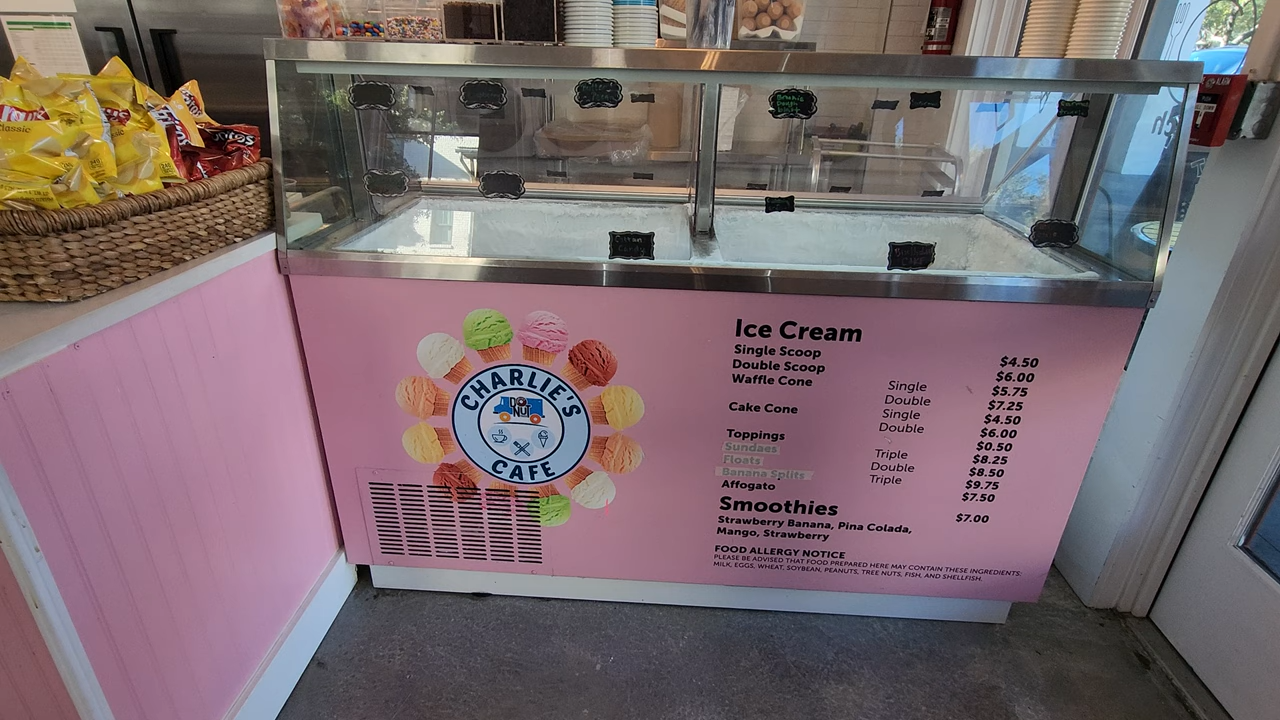 Classic
CHARLIE'S
DONUT
CAFE
Ice Cream
Single Scoop $4.50
Double Scoop $6.00
Waffle Cone Single $5.75
Double $7.25
Cake Cone Single $4.50
Double $6.00
Toppings $0.50
Sundaes Triple $8.25
Floats Double $8.50
Banana Splits Triple $9.75
Affogato $7.50
Smoothies $7.00
Strawberry Banana, Pina Colada,
Mango, Strawberry
FOOD ALLERGY NOTICE
PLEASE BE ADVISED THAT FOOD PREPARED HERE MAY CONTAIN THESE INGREDIENTS:
MILK, EGGS, WHEAT, SOYBEAN, PEANUTS, TREE NUTS, FISH, AND SHELLFISH.